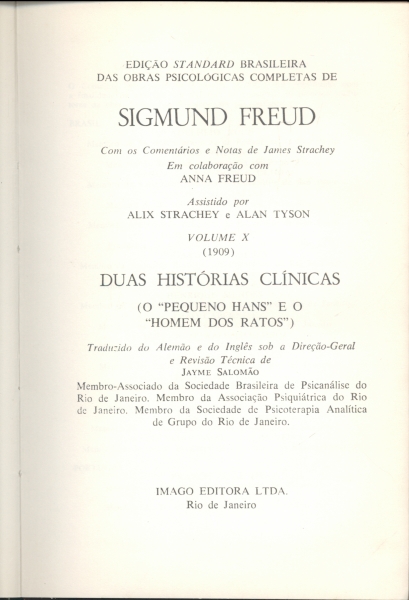 EDIÇÃO STANDARD BRASILEIRA
DAS OBRAS PSICOLÓGICAS COMPLETAS DE
SIGMUND FREUD
Com os Comentários e Notas de James Strachey
Em colaboração com
ANNA FREUD
Assistido por
ALIX STRACHEY e ALAN TYSON
VOLUME X
(1909)
DUAS HISTÓRIAS CLÍNICAS
(O “PEQUENO HANS” E O
“HOMEM DOS RATOS”)
Traduzido do Alemão e do Inglês sob a Direção-Geral
e Revisão Técnica de
JAYME SALOMÃO
Membro-Associado da Sociedade Brasileira de Psicanálise do
Rio de Janeiro. Membro da Associação Psiquiátrica do Rio
de Janeiro. Membro da Sociedade de Psicoterapia Analítica
de Grupo do Rio de Janeiro.
IMAGO EDITORA LTDA.
Rio de Janeiro